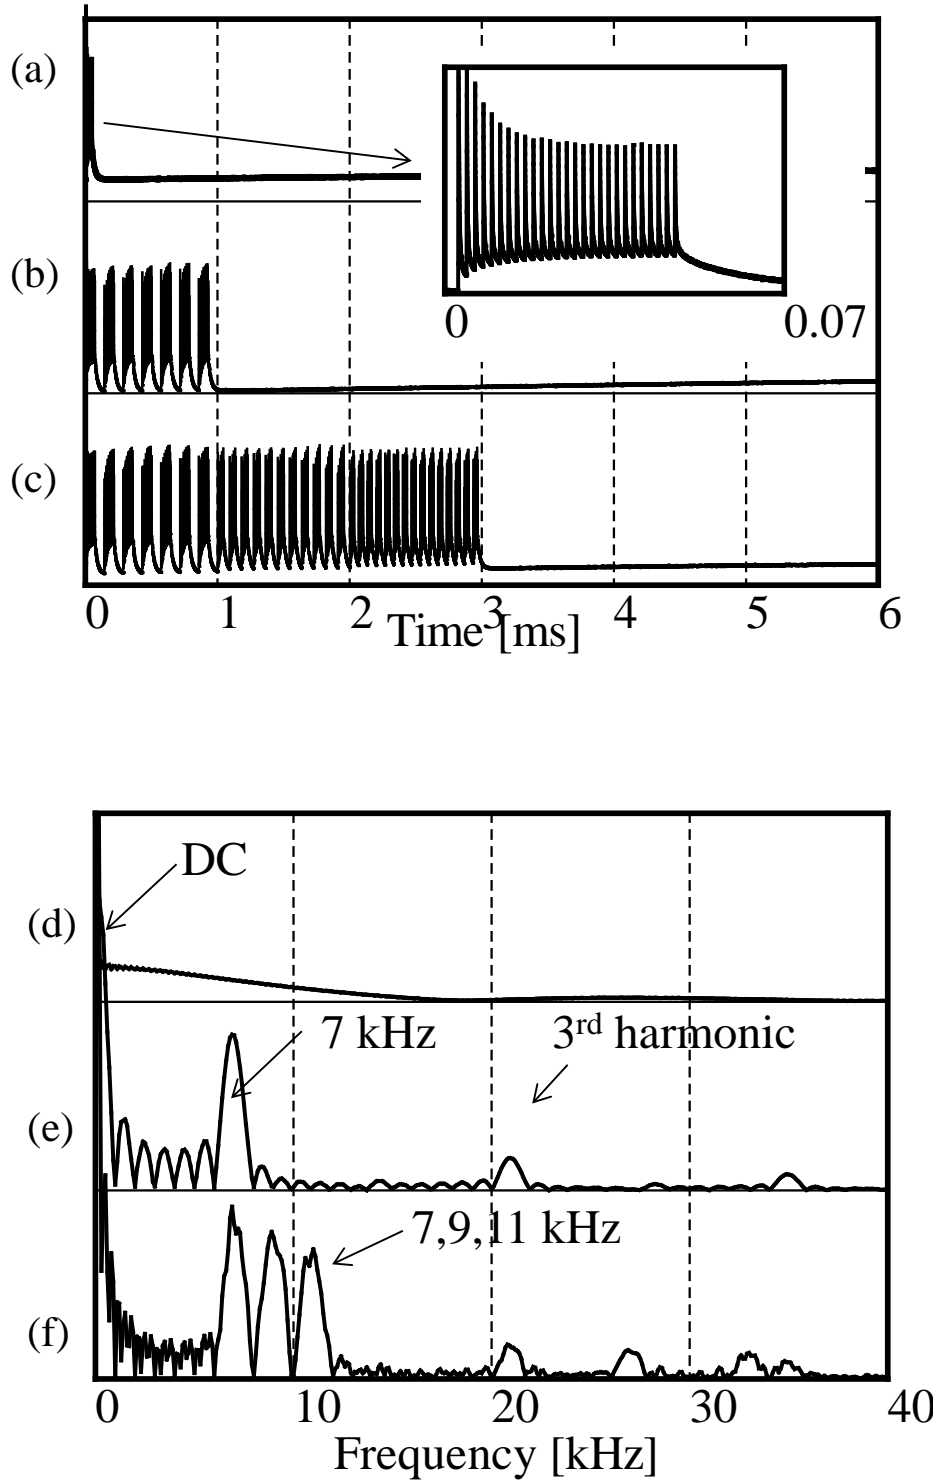 (a)
0 0.07
(b)
(c)
0 1 2 3 4 5 6
Time [ms]
DC
(d)
7 kHz 3rd harmonic
(e)
7,9,11 kHz
(f)
0 10 20 30 40
Frequency [kHz]